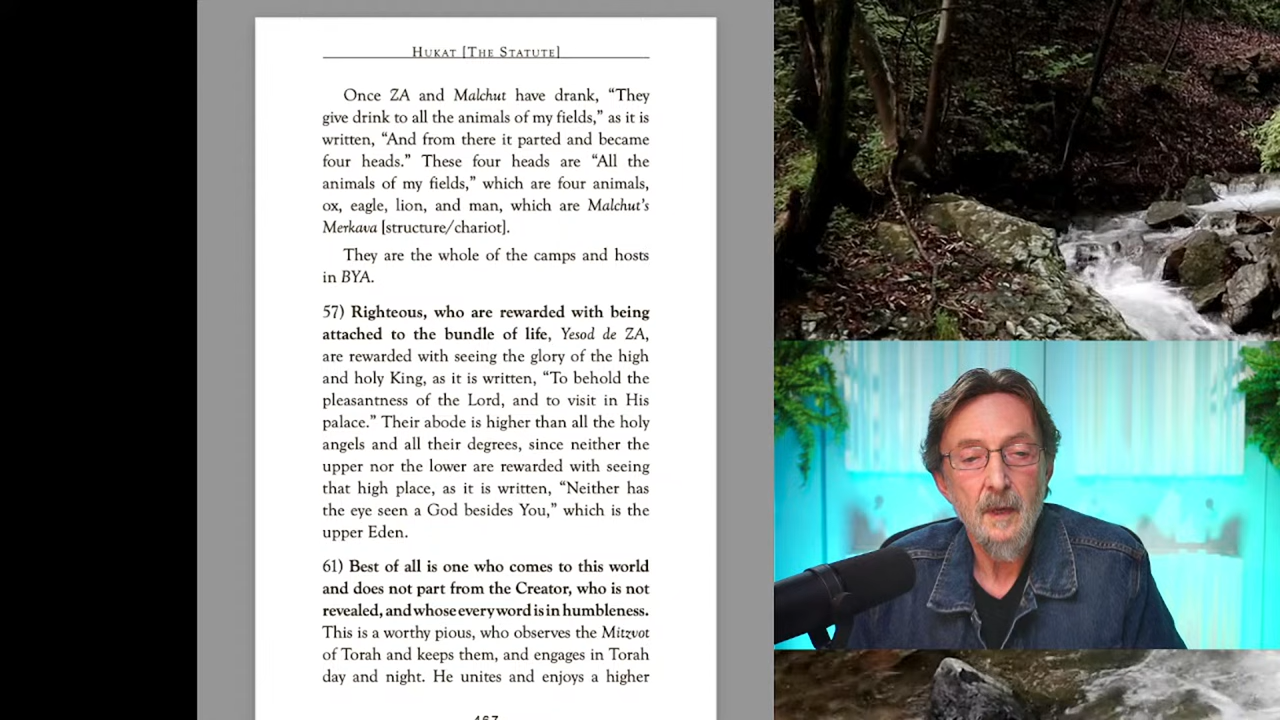 Hukat [The Statute]
Once ZA and Malchut have drank, “They
give drink to all the animals of my fields,” as it is
written, “And from there it parted and became
four heads.” These four heads are “All the
animals of my fields,” which are four animals,
ox, eagle, lion, and man, which are Malchut’s
Merkava [structure/chariot].
They are the whole of the camps and hosts
in BYA.
57) Righteous, who are rewarded with being
attached to the bundle of life, Yesod de ZA,
are rewarded with seeing the glory of the high
and holy King, as it is written, “To behold the
pleasantness of the Lord, and to visit in His
palace.” Their abode is higher than all the holy
angels and all their degrees, since neither the
upper nor the lower are rewarded with seeing
that high place, as it is written, “Neither has
the eye seen a God besides You,” which is the
upper Eden.
61) Best of all is one who comes to this world
and does not part from the Creator, who is not
revealed, and whose every word is in humbleness.
This is a worthy pious, who observes the Mitzvot
of Torah and keeps them, and engages in Torah
day and night. He unites and enjoys a higher
467